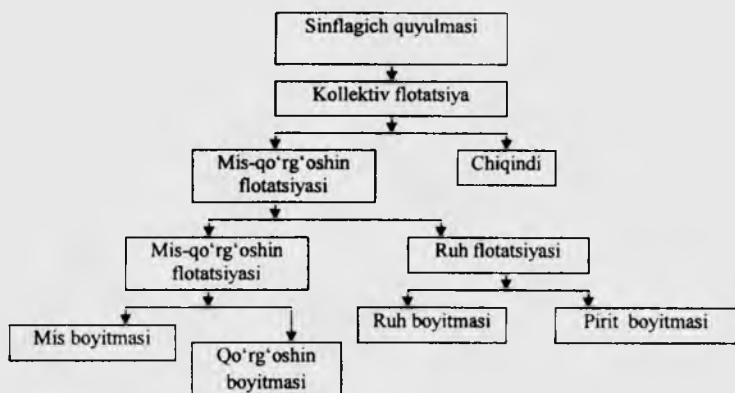 Sinflagich quyulmasi
Kollektiv flotatsiya
Mis-qo‘rg‘oshin
flotatsiyasi
Chiqindi
Mis-qo‘rg‘oshin
flotatsiyasi
Ruh flotatsiyasi
Mis boyitmasi
Qo‘rg‘oshin
boyitmasi
Ruh boyitmasi
Pirit boyitmasi